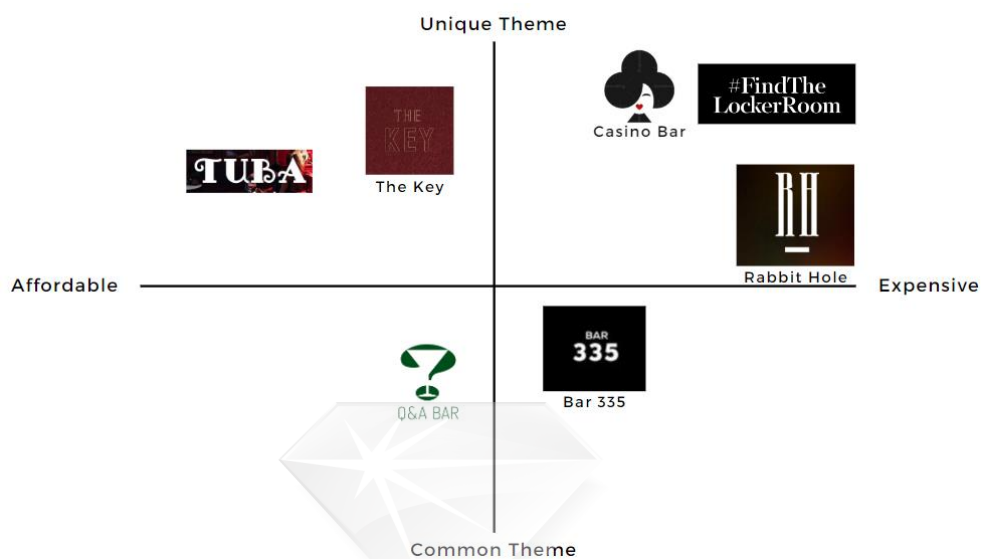 Unique Theme
#FindThe
LockerRoom
Casino Bar
THE
KEY
The Key
TUBA
RH
Rabbit Hole
Affordable
Expensive
BAR
335
Bar 335
Q&A BAR
Common Theme